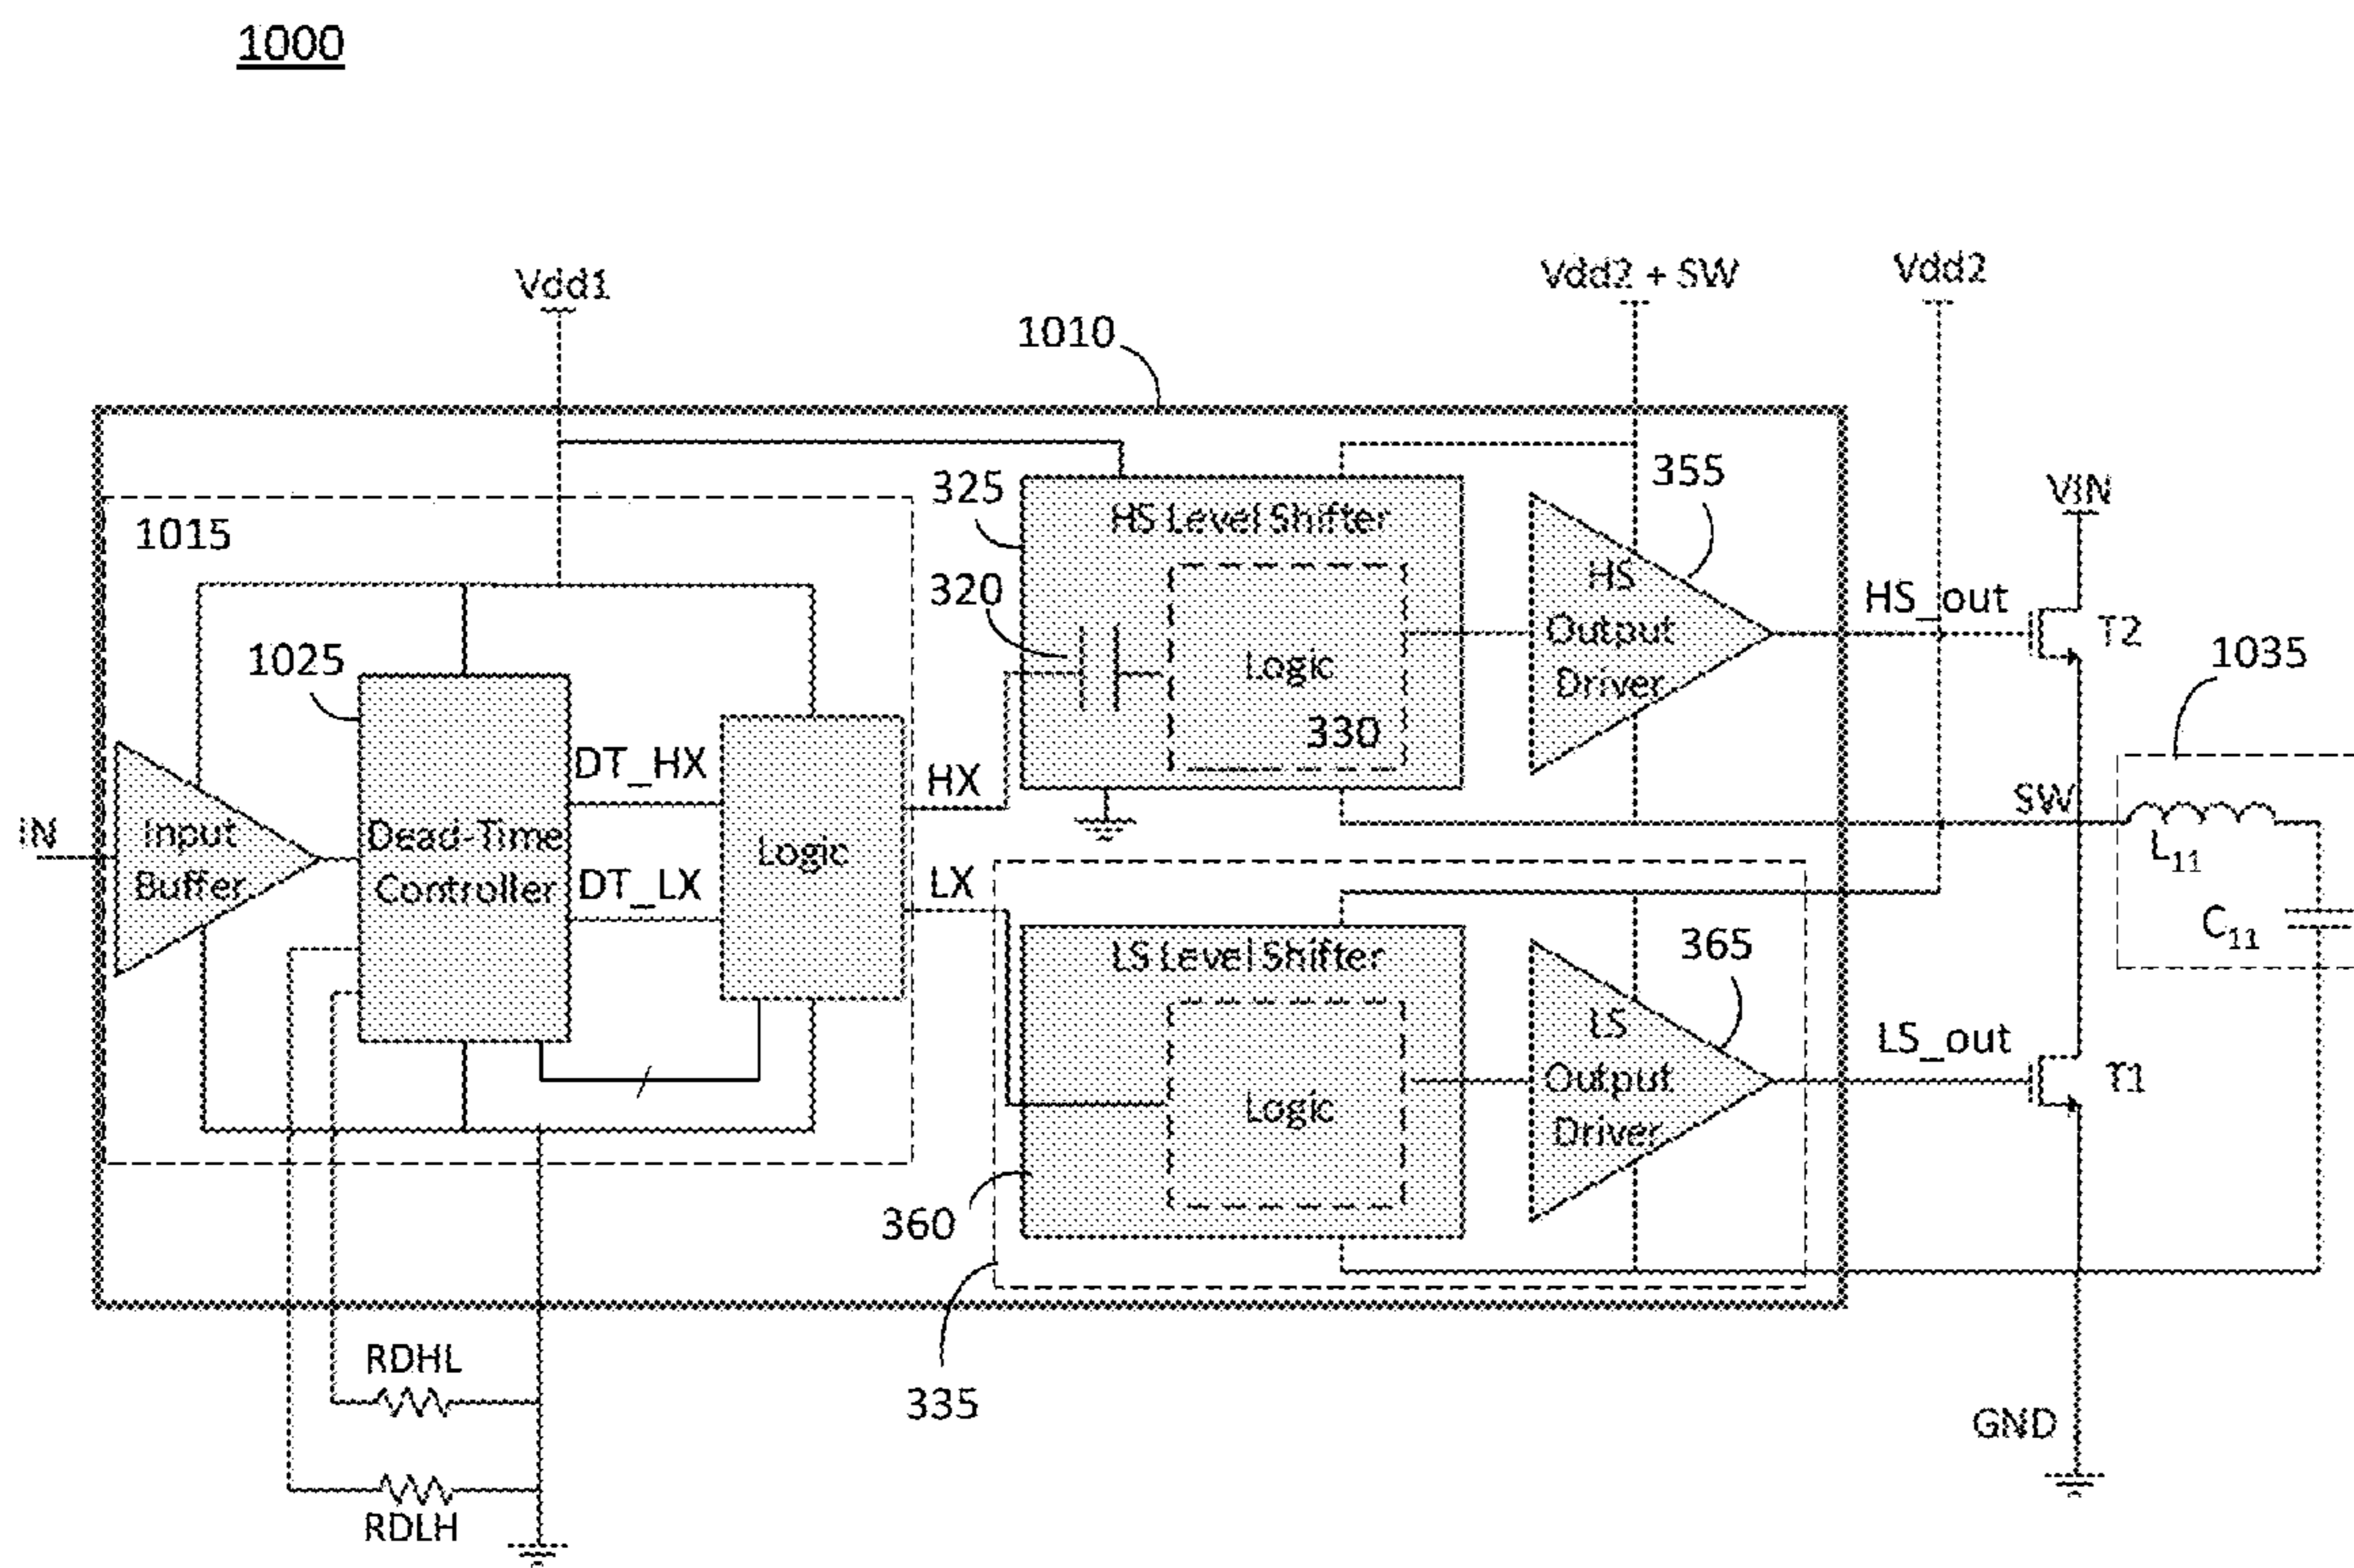 1000
Vdd1
Vdd2 + SW
Vdd2
1010
325
HS Level Shifter
355
VIN
1015
320
HS
Output
Driver
HS_out
T2
1025
Logic
330
1035
DT_HX
HX
SW
IN
Input
Buffer
Dead-Time
Controller
Logic
L11
DT_LX
LX
C11
LS Level Shifter
365
LS
Output
Driver
LS_out
T1
Logic
360
335
RDHL
GND
RDLH